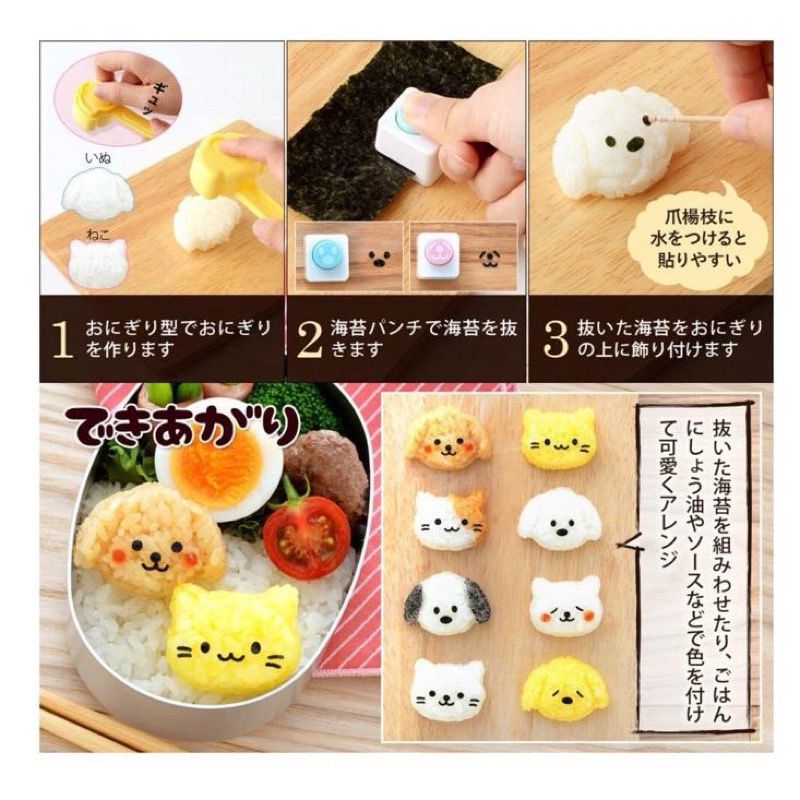 ギュッ
いぬ
ねこ
爪楊枝に
水をつけると
貼りやすい
1 おにぎり型でおにぎり
を作ります
2 海苔パンチで海苔を抜
きます
3 抜いた海苔をおにぎり
の上に飾り付けます
できあがり
抜いた海苔を組みわせたり、ごはん
にしょう油やソースなどで色を付け
て可愛くアレンジ